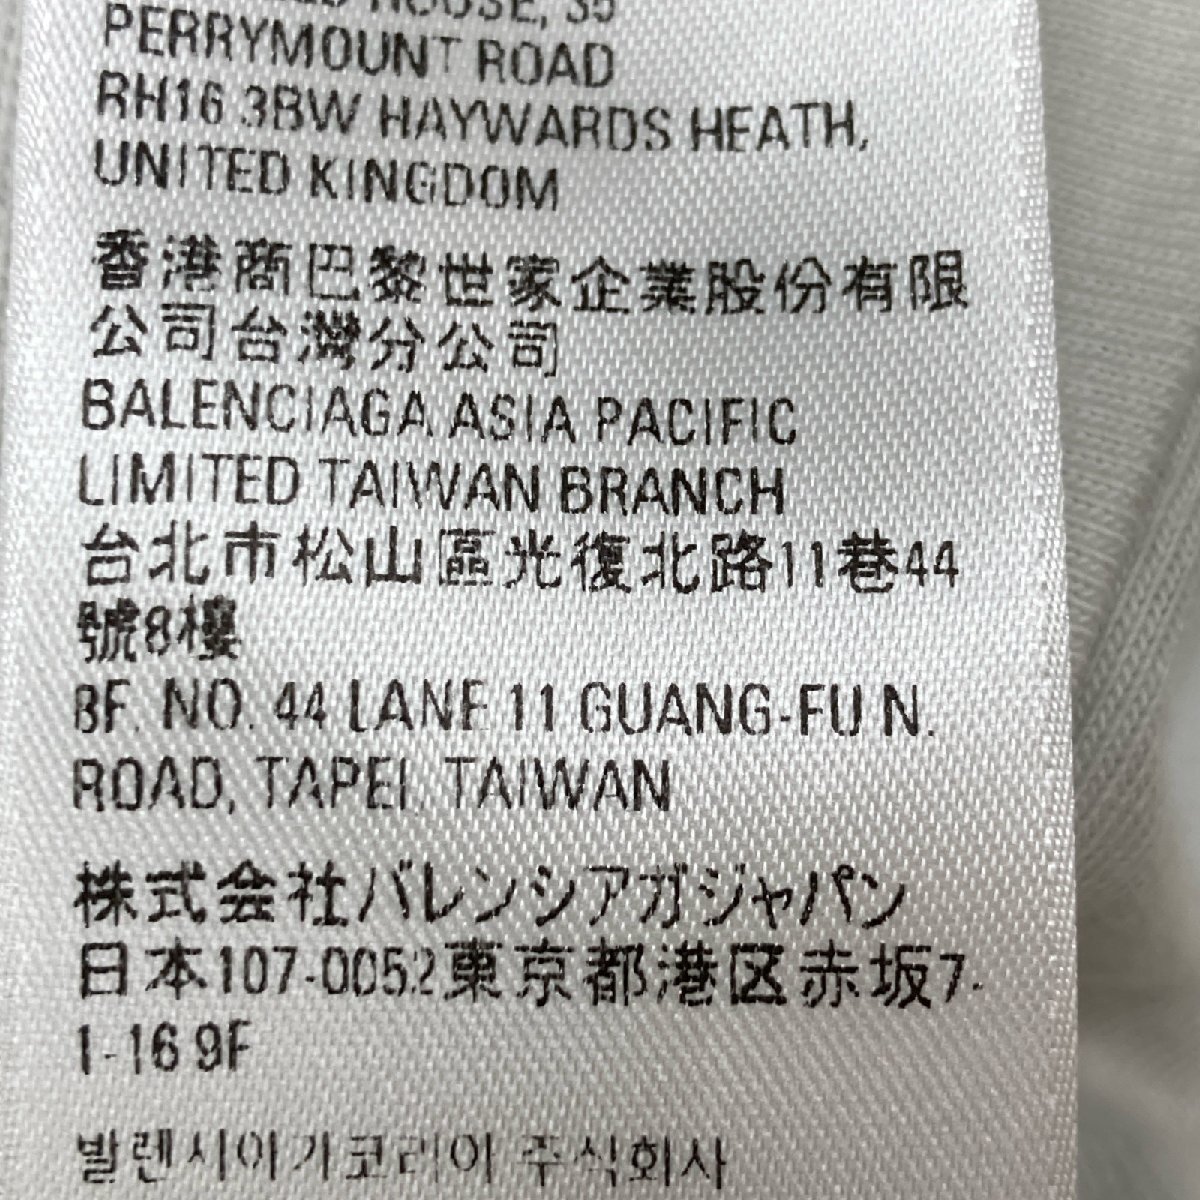 HOUSE, 35
PERRYMOUNT ROAD
RH16 3BW HAYWARDS HEATH,
UNITED KINGDOM
香港商巴黎世家企業股份有限
公司台灣分公司
BALENCIAGA ASIA PACIFIC
LIMITED TAIWAN BRANCH
台北市松山區光復北路11巷44
號8樓
8F. NO. 44 LANE 11 GUANG-FU N.
ROAD, TAPEI, TAIWAN
株式会社バレンシアガジャパン
日本107-0052東京都港区赤坂7-
1-16 9F
발렌시아가코리아 주식회사